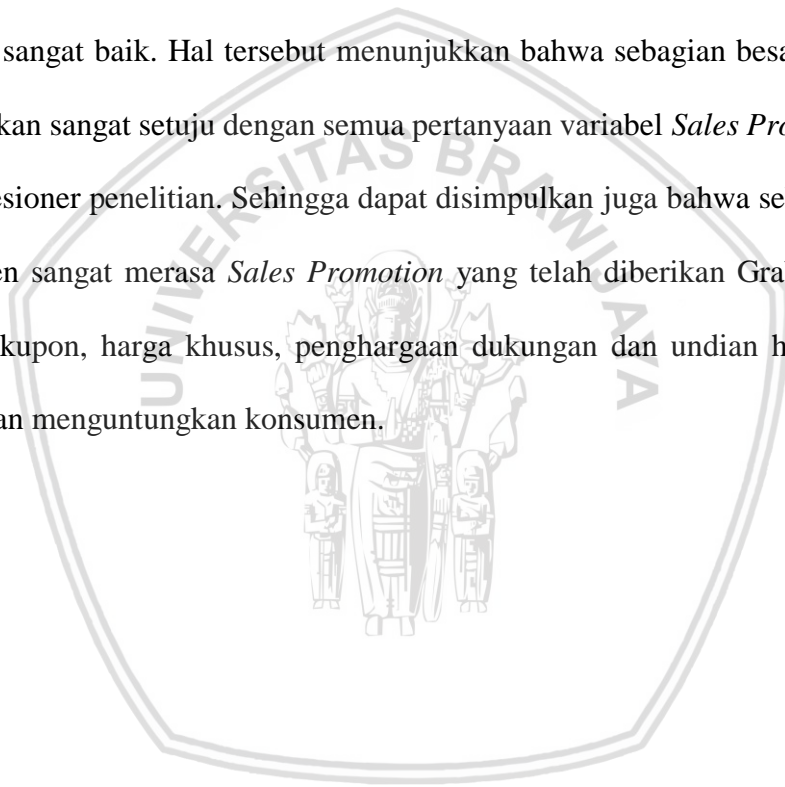 sangat baik. Hal tersebut menunjukkan bahwa sebagian besa
kan sangat setuju dengan semua pertanyaan variabel Sales Pro
esioner penelitian. Sehingga dapat disimpulkan juga bahwa se
en sangat merasa Sales Promotion yang telah diberikan Gra
kupon, harga khusus, penghargaan dukungan dan undian h
an menguntungkan konsumen.
UNIVERSITAS BRAWIJAYA